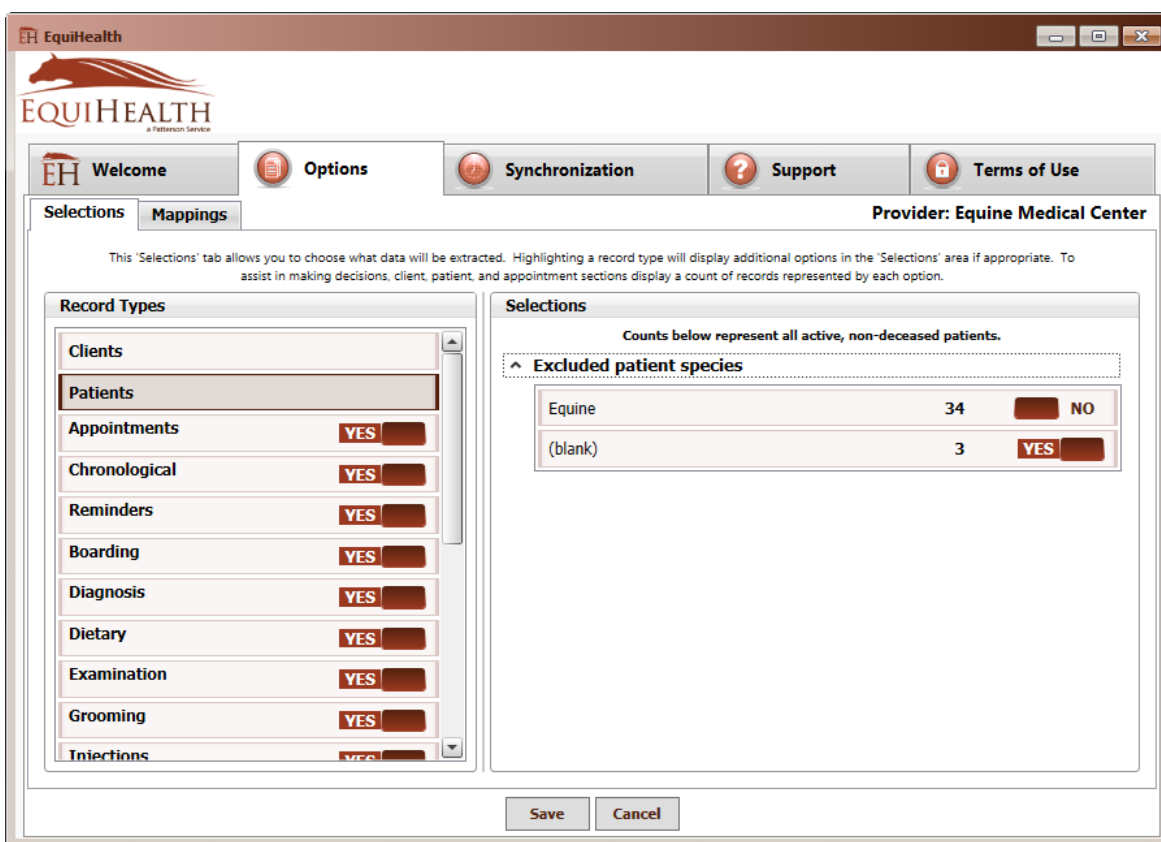 EH EquiHealth
EQUIHEALTH
a Patterson Service
EH Welcome
Options
Synchronization
? Support
Terms of Use
Selections
Mappings
Provider: Equine Medical Center
This 'Selections' tab allows you to choose what data will be extracted. Highlighting a record type will display additional options in the 'Selections' area if appropriate. To
assist in making decisions, client, patient, and appointment sections display a count of records represented by each option.
Record Types
Clients
Patients
Appointments YES
Chronological YES
Reminders YES
Boarding YES
Diagnosis YES
Dietary YES
Examination YES
Grooming YES
Injections YES
Selections
Counts below represent all active, non-deceased patients.
Excluded patient species
Equine 34 NO
(blank) 3 YES
Save Cancel